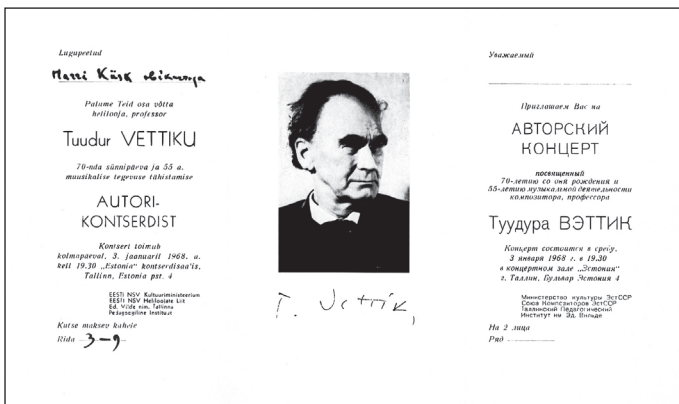 Lugupeetud
Matti Käsk abikaasaga
Palume Teid osa võtta
helilooja, professor
Tuudur VETTIKU
70-nda sünnipäeva ja 55 a.
muusikalise tegevuse tähistamise
AUTORI-
KONTSERDIST
Kontsert toimub
kolmapäeval, 3. jaanuaril 1968. a.
kell 19.30 „Estonia" kontserdisaalis,
Tallinn, Estonia pst. 4
EESTI NSV Kultuuriministeerium
EESTI NSV Heliloojate Liit
Ed. Vilde nim. Tallinna
Pedagoogiline Instituut
Kutse maksev kahele
Rida 3-9
T. Vettik,
Уважаемый
Приглашаем Вас на
АВТОРСКИЙ
КОНЦЕРТ
посвященный
70-летию со дня рождения и
55-летию музыкальной деятельности
композитора, профессора
Туудура ВЭТТИК
Концерт состоится в среду,
3 января 1968 г. в 19.30
в концертном зале „Эстония"
г. Таллин, Бульвар Эстония 4
Министерство культуры ЭстССР
Союз Композиторов ЭстССР
Таллинский Педагогический
Институт им Эд. Вильде
На 2 лица
Ряд